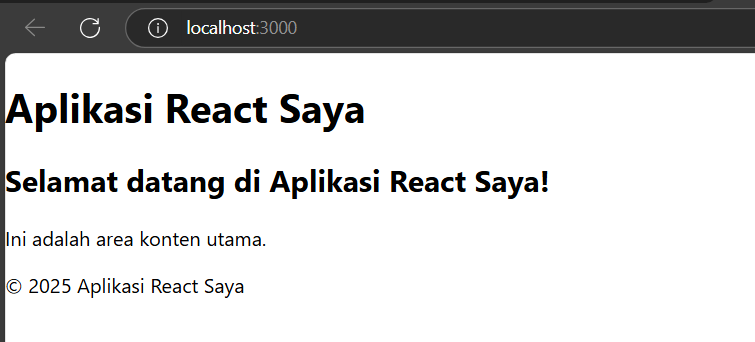 localhost:3000
Aplikasi React Saya
Selamat datang di Aplikasi React Saya!
Ini adalah area konten utama.
© 2025 Aplikasi React Saya